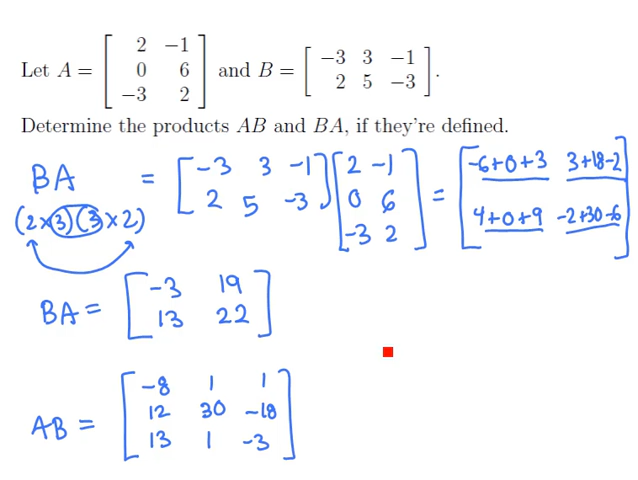 Let A = [ 2 −1 ; 0 6 ; −3 2 ] and B = [ −3 3 −1 ; 2 5 −3 ].
Determine the products AB and BA, if they're defined.
BA = [ -3 3 -1 ; 2 5 -3 ] [ 2 -1 ; 0 6 ; -3 2 ] = [ -6+0+3 3+18-2 ; 4+0+9 -2+30-6 ]
(2×3)(3×2)
BA = [ -3 19 ; 13 22 ]
AB = [ -8 1 1 ; 12 30 -18 ; 13 1 -3 ]